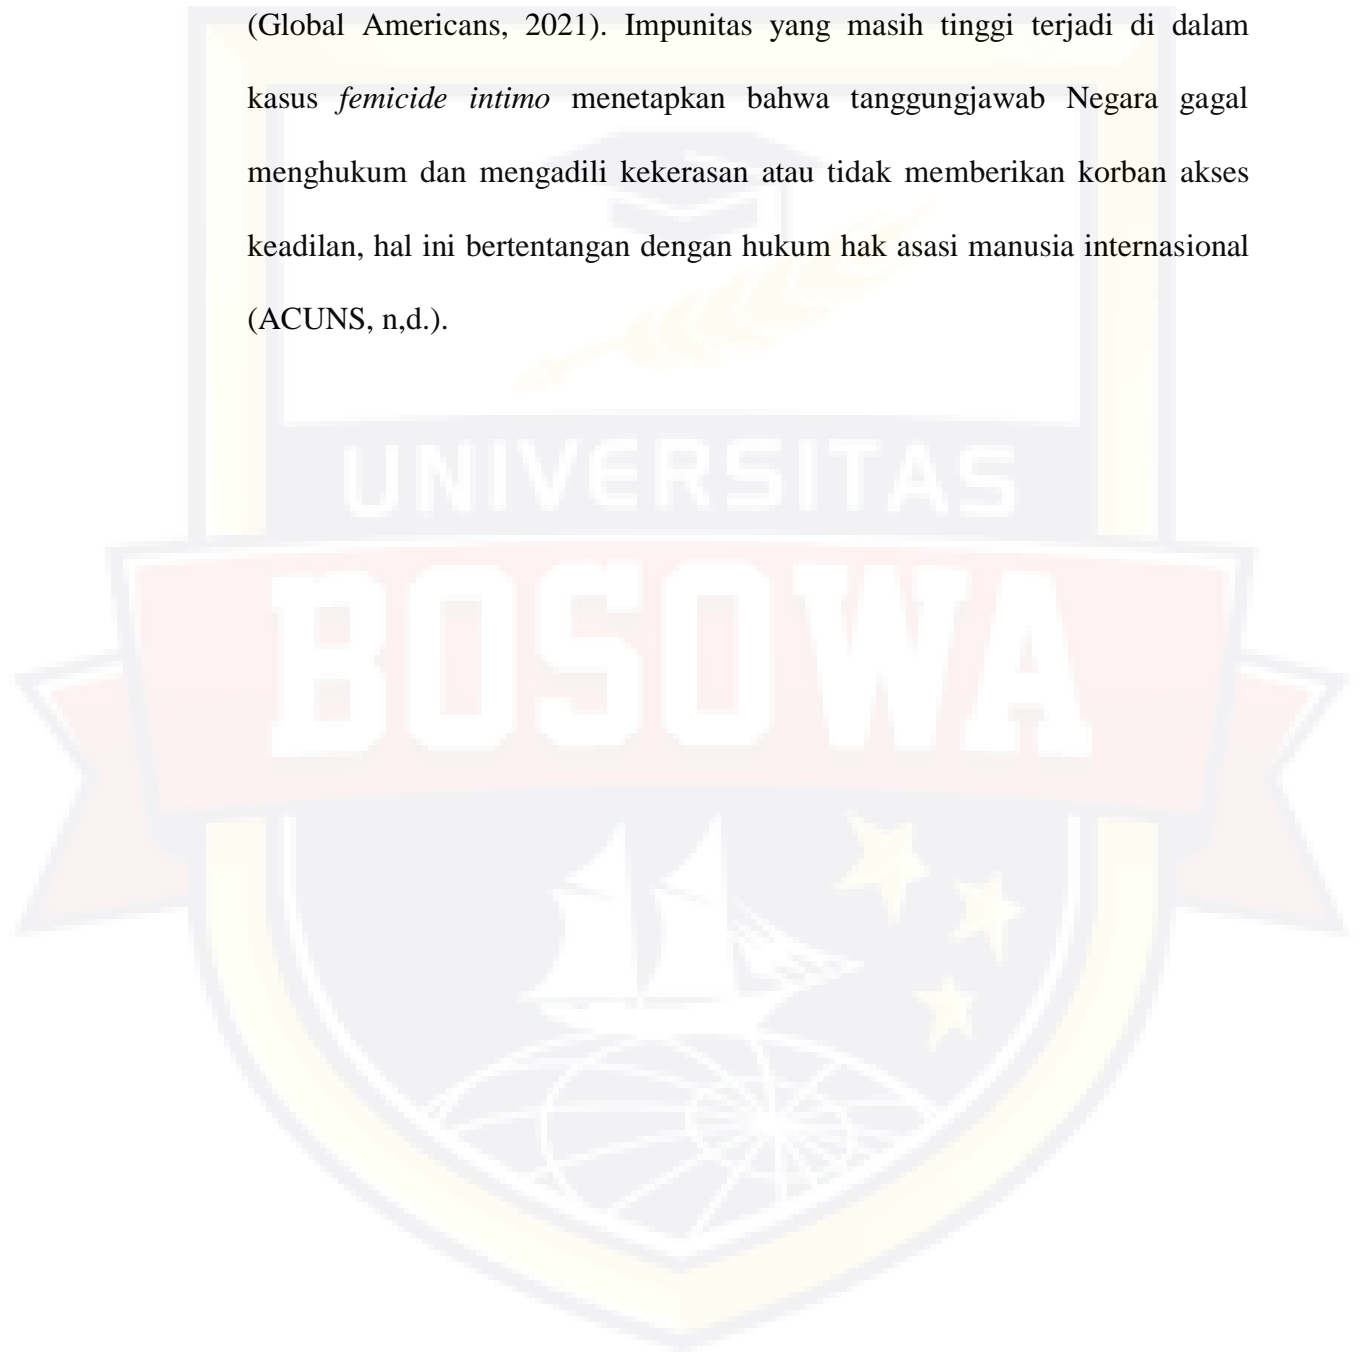 (Global Americans, 2021). Impunitas yang masih tinggi terjadi di dalam
kasus femicide intimo menetapkan bahwa tanggungjawab Negara gagal
menghukum dan mengadili kekerasan atau tidak memberikan korban akses
keadilan, hal ini bertentangan dengan hukum hak asasi manusia internasional
(ACUNS, n,d.).
UNIVERSITAS
BOSOWA